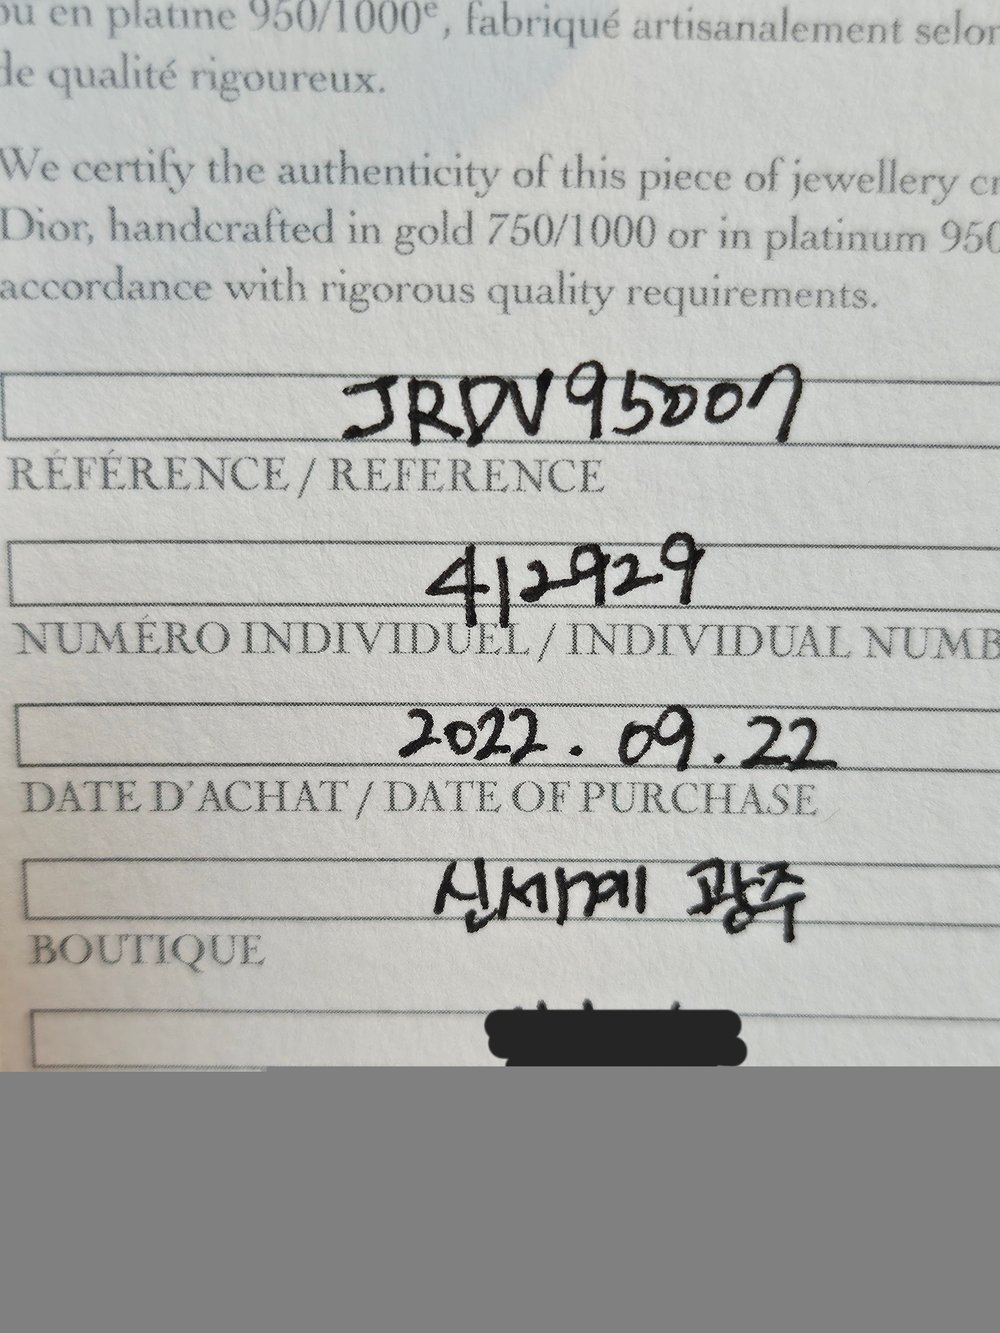 ou en platine 950/1000e, fabriqué artisanalement selon
de qualité rigoureux.
We certify the authenticity of this piece of jewellery cr
Dior, handcrafted in gold 750/1000 or in platinum 950
accordance with rigorous quality requirements.
JRDV95007
RÉFÉRENCE / REFERENCE
412929
NUMÉRO INDIVIDUEL / INDIVIDUAL NUMB
2022. 09. 22
DATE D'ACHAT / DATE OF PURCHASE
신세계 광주
BOUTIQUE